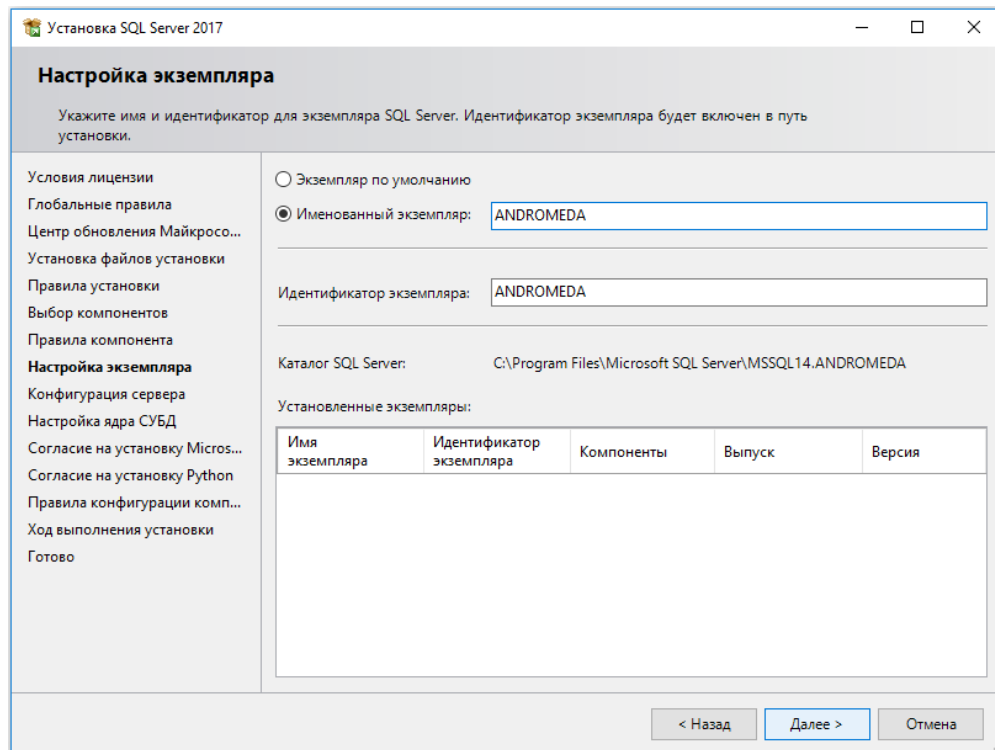 Установка SQL Server 2017
Настройка экземпляра
Укажите имя и идентификатор для экземпляра SQL Server. Идентификатор экземпляра будет включен в путь
установки.
Условия лицензии
Глобальные правила
Центр обновления Майкросо...
Установка файлов установки
Правила установки
Выбор компонентов
Правила компонента
Настройка экземпляра
Конфигурация сервера
Настройка ядра СУБД
Согласие на установку Micros...
Согласие на установку Python
Правила конфигурации комп...
Ход выполнения установки
Готово
Экземпляр по умолчанию
Именованный экземпляр: ANDROMEDA
Идентификатор экземпляра: ANDROMEDA
Каталог SQL Server: C:\Program Files\Microsoft SQL Server\MSSQL14.ANDROMEDA
Установленные экземпляры:
Имя экземпляра Идентификатор экземпляра Компоненты Выпуск Версия
< Назад Далее > Отмена